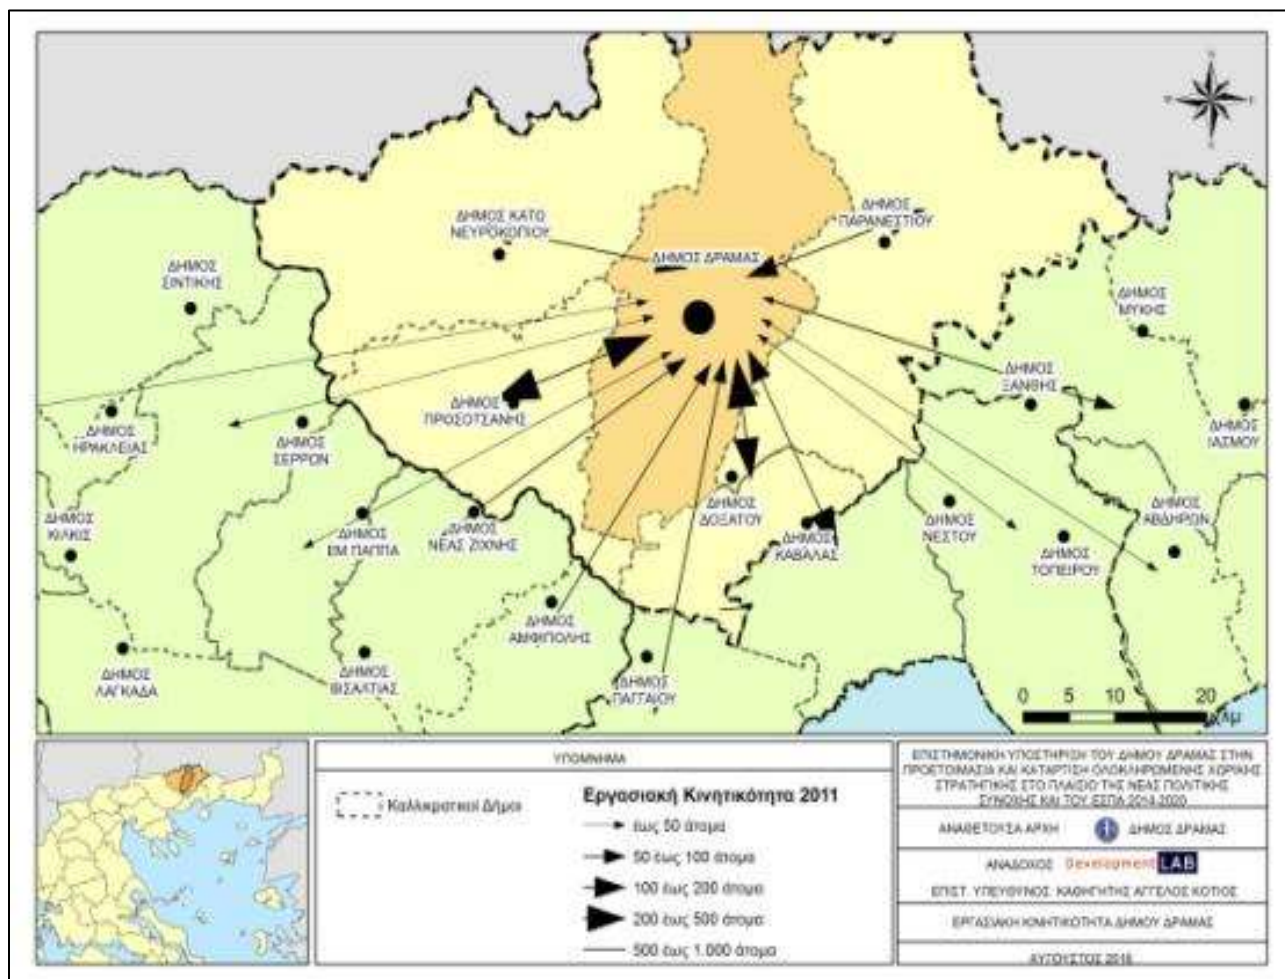 ΔΗΜΟΣ ΚΑΤΟ
ΝΕΥΡΟΚΟΠΙΟΥ
ΔΗΜΟΣ
ΠΑΡΑΝΕΣΤΙΟΥ
ΔΗΜΟΣ ΔΡΑΜΑΣ
ΔΗΜΟΣ
ΣΙΝΤΙΚΗΣ
ΔΗΜΟΣ
ΜΥΚΗΣ
ΔΗΜΟΣ
ΞΑΝΘΗΣ
ΔΗΜΟΣ
ΠΡΟΣΟΤΣΑΝΗΣ
ΔΗΜΟΣ
ΗΡΑΚΛΕΙΑΣ
ΔΗΜΟΣ
ΣΕΡΡΩΝ
ΔΗΜΟΣ
ΙΑΣΜΟΥ
ΔΗΜΟΣ
ΚΙΛΚΙΣ
ΔΗΜΟΣ
ΕΜ ΠΑΠΠΑ
ΔΗΜΟΣ
ΝΕΑΣ ΖΙΧΝΗΣ
ΔΗΜΟΣ
ΔΟΞΑΤΟΥ
ΔΗΜΟΣ
ΚΑΒΑΛΑΣ
ΔΗΜΟΣ
ΝΕΣΤΟΥ
ΔΗΜΟΣ
ΤΟΠΕΙΡΟΥ
ΔΗΜΟΣ
ΑΒΔΗΡΩΝ
ΔΗΜΟΣ
ΑΜΦΙΠΟΛΗΣ
ΔΗΜΟΣ
ΛΑΓΚΑΔΑ
ΔΗΜΟΣ
ΒΙΣΑΛΤΙΑΣ
ΔΗΜΟΣ
ΠΑΓΓΑΙΟΥ
0 5 10 20
Χλμ
ΥΠΟΜΝΗΜΑ
Καλλικρατικοί Δήμοι
Εργασιακή Κινητικότητα 2011
έως 50 άτομα
50 έως 100 άτομα
100 έως 200 άτομα
200 έως 500 άτομα
500 έως 1.000 άτομα
ΕΠΙΣΤΗΜΟΝΙΚΗ ΥΠΟΣΤΗΡΙΞΗ ΤΟΥ ΔΗΜΟΥ ΔΡΑΜΑΣ ΣΤΗΝ
ΠΡΟΕΤΟΙΜΑΣΙΑ ΚΑΙ ΚΑΤΑΡΤΙΣΗ ΟΛΟΚΛΗΡΩΜΕΝΗΣ ΧΩΡΙΚΗΣ
ΣΤΡΑΤΗΓΙΚΗΣ ΣΤΟ ΠΛΑΙΣΙΟ ΤΗΣ ΝΕΑΣ ΠΟΛΙΤΙΚΗΣ
ΣΥΝΟΧΗΣ ΚΑΙ ΤΟΥ ΕΣΠΑ 2014-2020
ΑΝΑΘΕΤΟΥΣΑ ΑΡΧΗ ΔΗΜΟΣ ΔΡΑΜΑΣ
ΑΝΑΔΟΧΟΣ Development LAB
ΕΠΙΣΤ. ΥΠΕΥΘΥΝΟΣ: ΚΑΘΗΓΗΤΗΣ ΑΓΓΕΛΟΣ ΚΟΤΙΟΣ
ΕΡΓΑΣΙΑΚΗ ΚΙΝΗΤΙΚΟΤΗΤΑ ΔΗΜΟΥ ΔΡΑΜΑΣ
ΑΥΓΟΥΣΤΟΣ